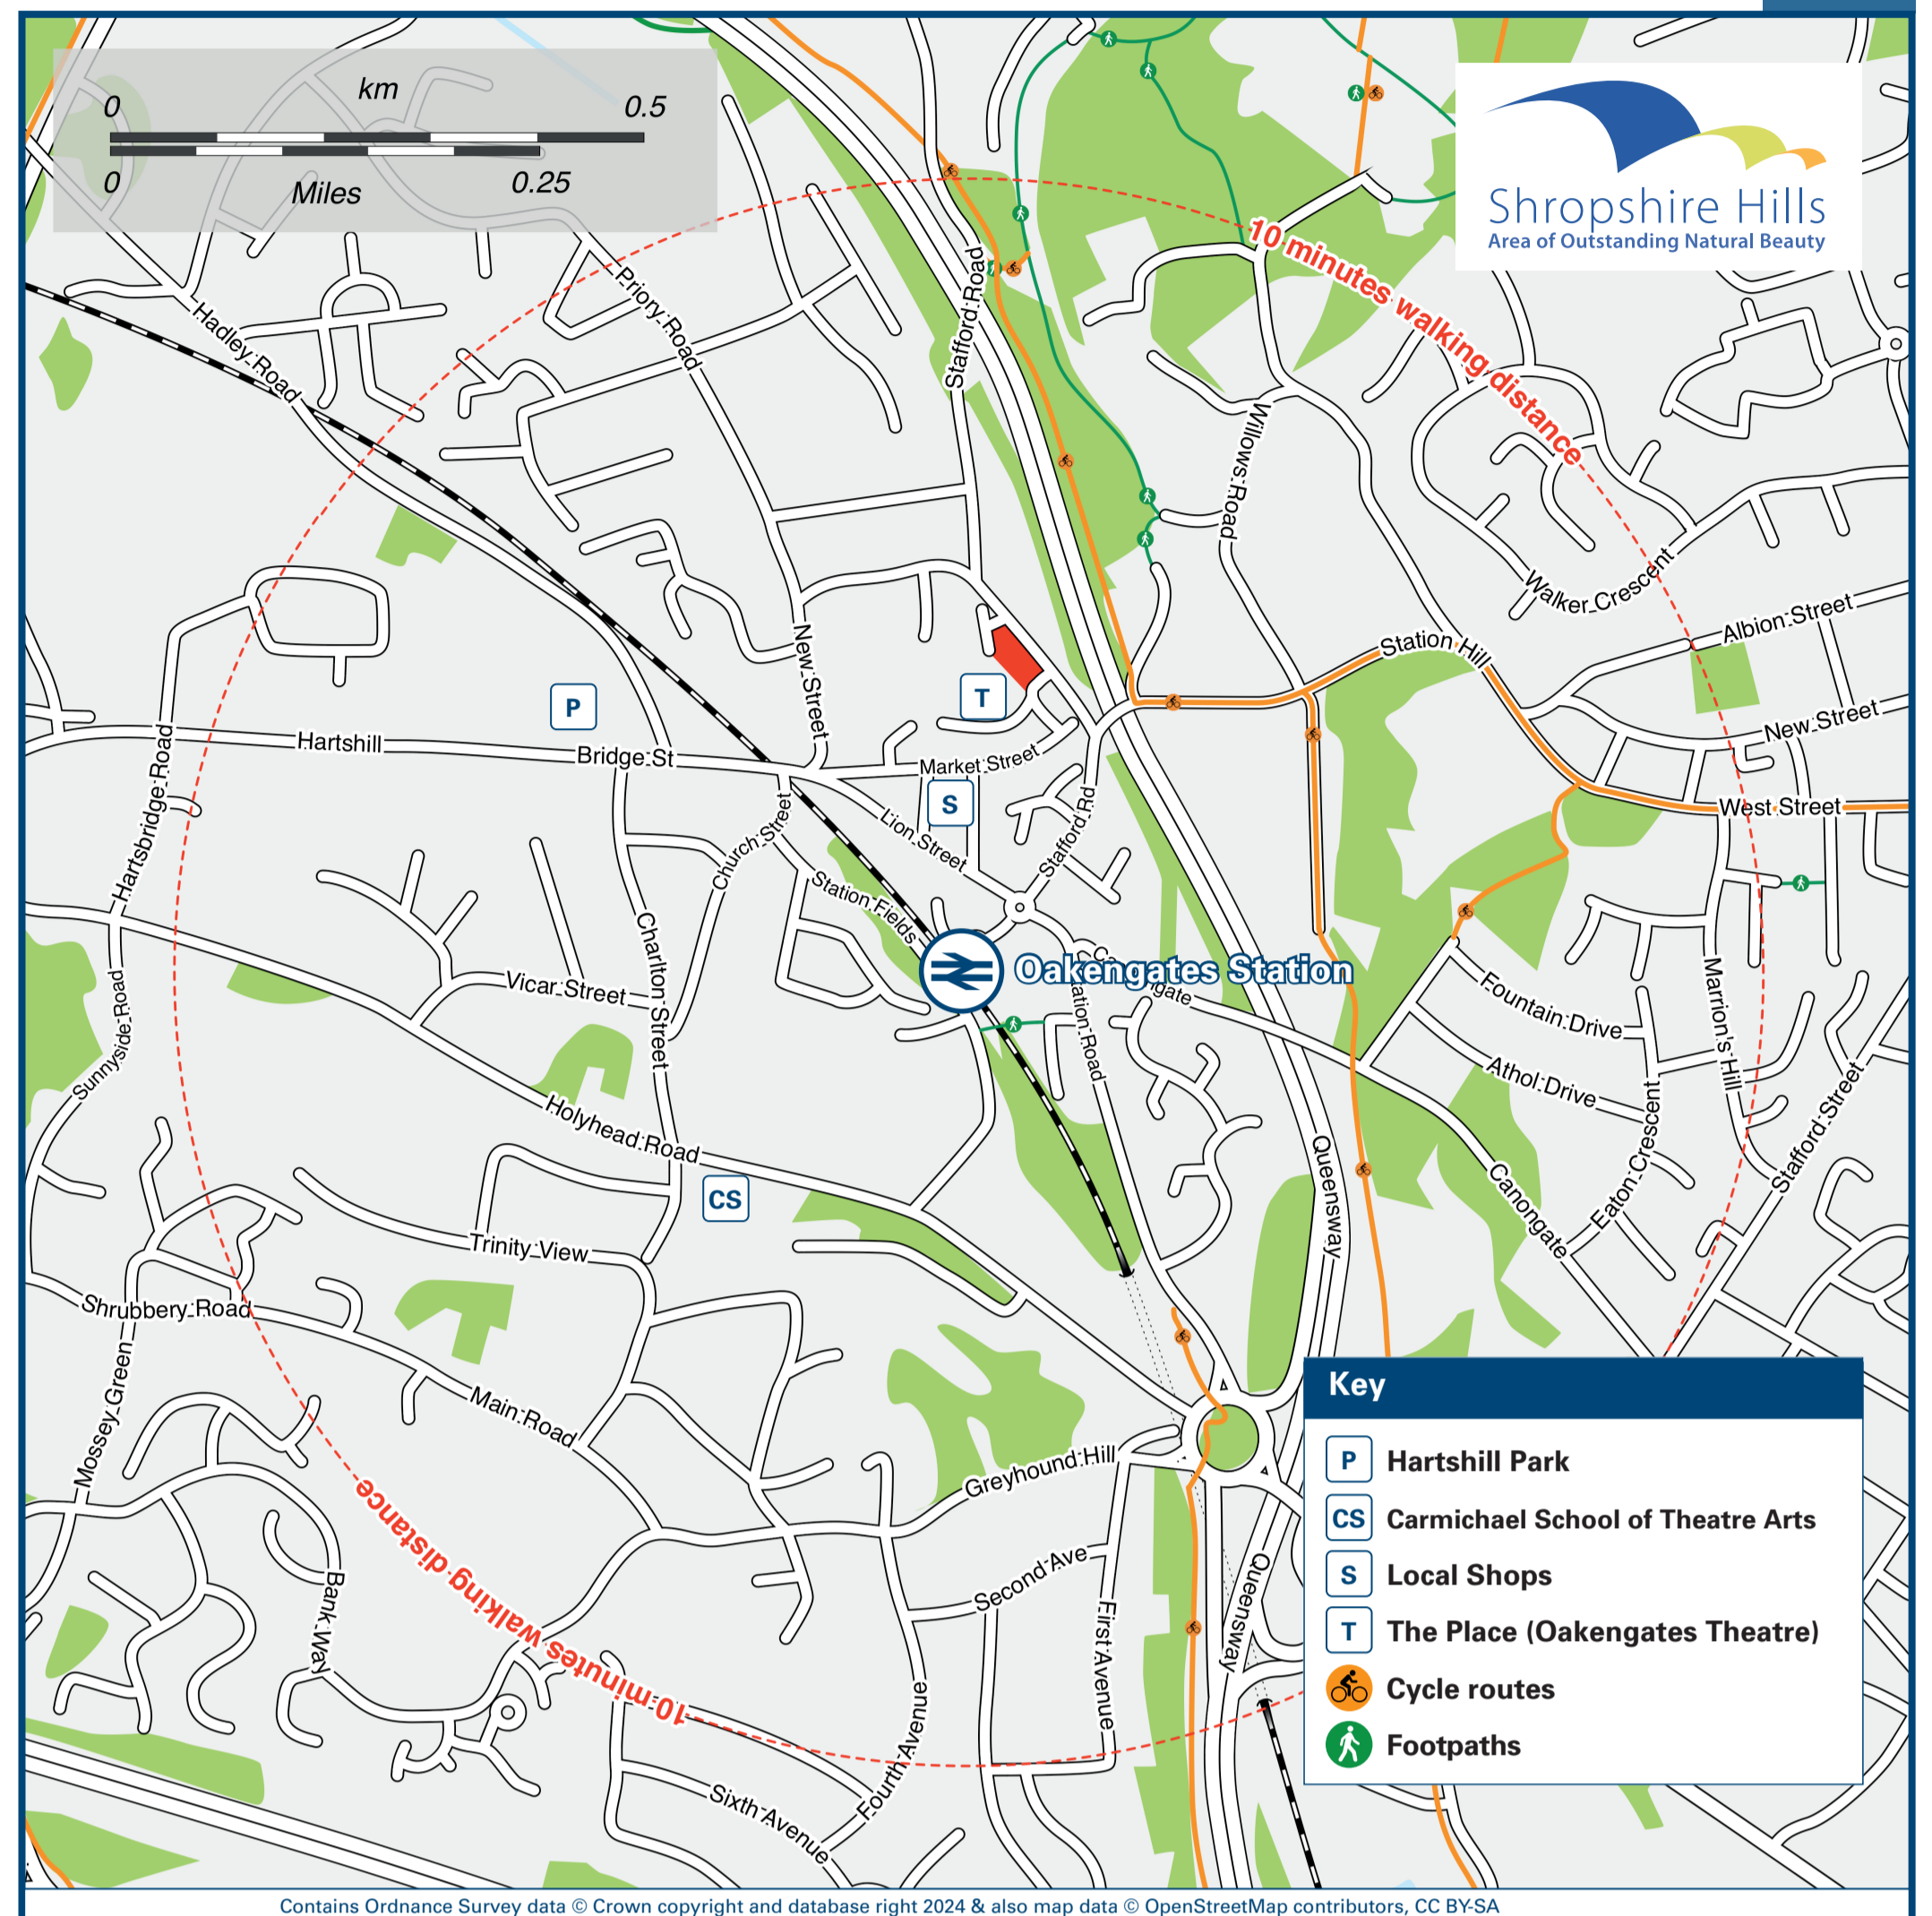 km
0
0.5
0
0.25
Miles
Shropshire Hills
Area of Outstanding Natural Beauty
10 minutes walking distance
Stafford Road
Priory Road
Hadley Road
Willows Road
Walker Crescent
Albion Street
Station Hill
New Street
New Street
T
P
Hartshill
Bridge St
Market Street
S
West Street
Hartsbridge Road
Lion Street
Stafford Rd
Church Street
Station Fields
Charlton Street
Oakengates Station
Vicar Street
Station Road
Fountain Drive
Marrion's Hill
Sunnyside Road
Athol Drive
Stafford Street
Eaton Crescent
Holyhead Road
CS
Queensway
Canongate
Trinity View
Shrubbery Road
Mossey Green
Main Road
Greyhound Hill
10 minutes walking distance
Bank Way
Second Ave
First Avenue
Queensway
Fourth Avenue
Sixth Avenue
Key
P Hartshill Park
CS Carmichael School of Theatre Arts
S Local Shops
T The Place (Oakengates Theatre)
Cycle routes
Footpaths
Contains Ordnance Survey data © Crown copyright and database right 2024 & also map data © OpenStreetMap contributors, CC BY-SA